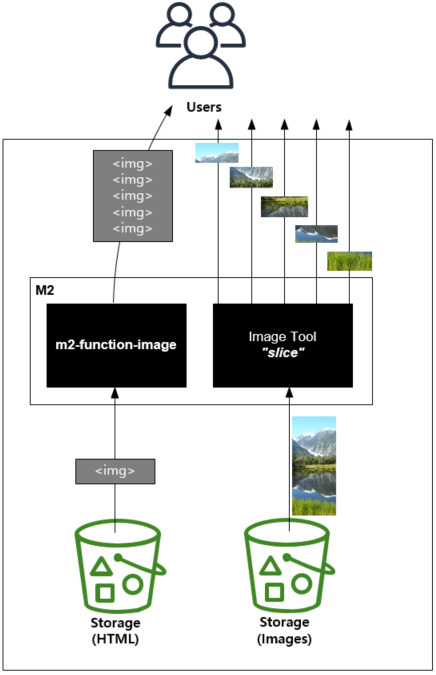 Users
<img>
<img>
<img>
<img>
<img>
M2
m2-function-image
Image Tool
"slice"
<img>
Storage
(HTML)
Storage
(Images)